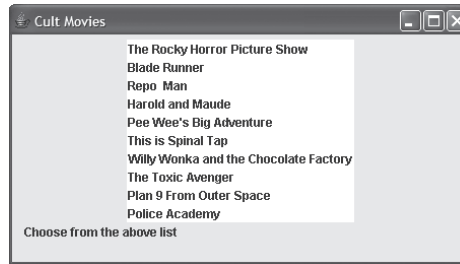 Cult Movies
The Rocky Horror Picture Show
Blade Runner
Repo Man
Harold and Maude
Pee Wee's Big Adventure
This is Spinal Tap
Willy Wonka and the Chocolate Factory
The Toxic Avenger
Plan 9 From Outer Space
Police Academy
Choose from the above list